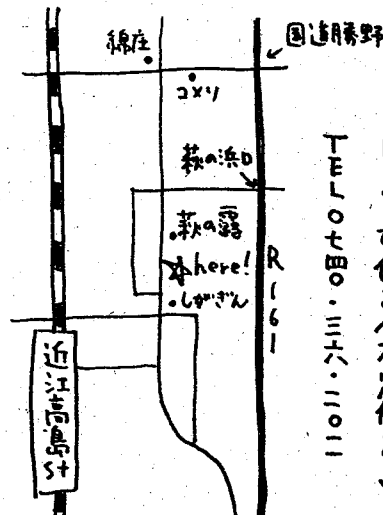 国道勝野
綿庄
コメリ
萩の浜口
萩の露
here!
しがぎん
R161
近江高島St
TEL〇七四〇・三六・二〇一一